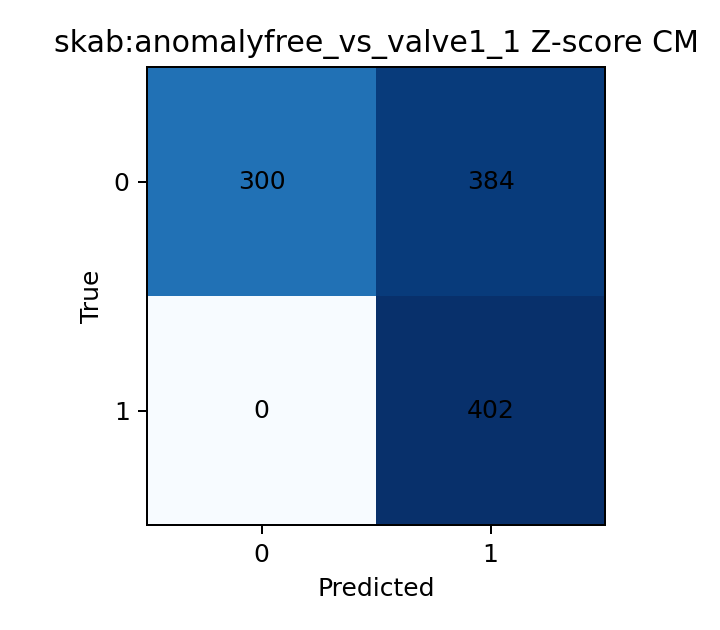 skab:anomalyfree_vs_valve1_1 Z-score CM
0
300
384
True
1
0
402
0
1
Predicted